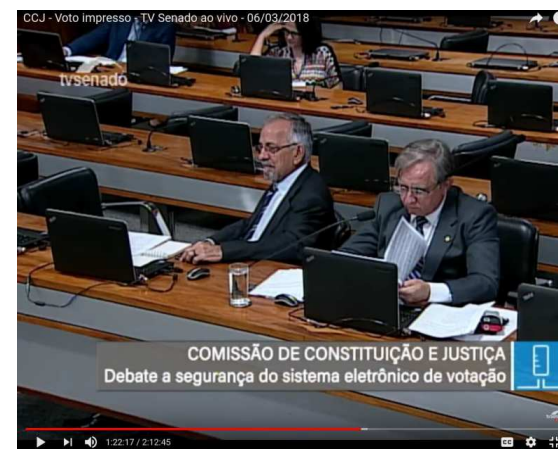 CCJ - Voto impresso - TV Senado ao vivo - 06/03/2018
tvsenado
COMISSÃO DE CONSTITUIÇÃO E JUSTIÇA
Debate a segurança do sistema eletrônico de votação
1:22:17 / 2:12:45
CC